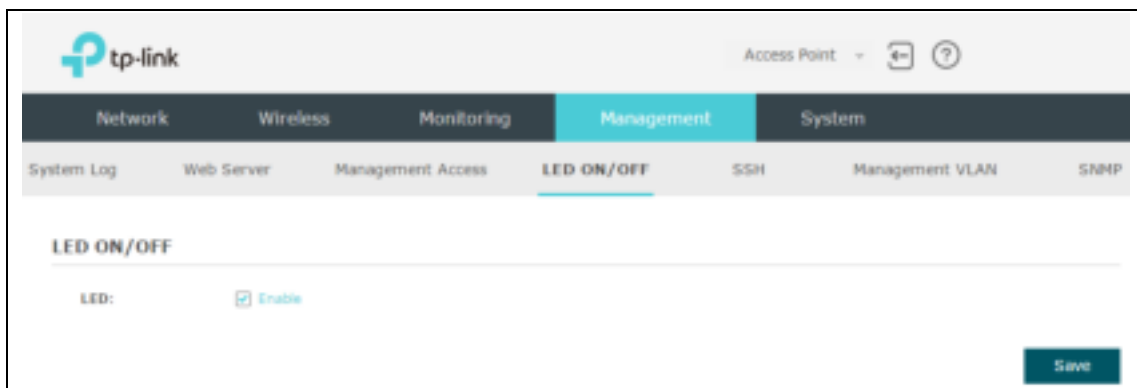 tp-link
Access Point
Network Wireless Monitoring Management System
System Log Web Server Management Access LED ON/OFF SSH Management VLAN SNMP
LED ON/OFF
LED: Enable
Save